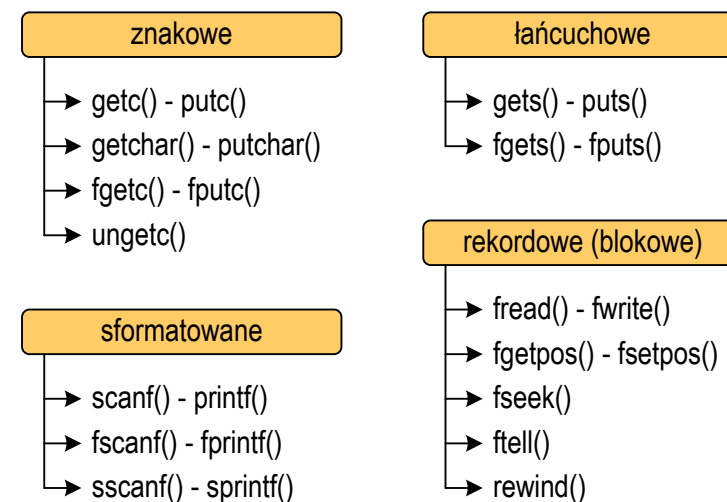 znakowe
getc() - putc()
getchar() - putchar()
fgetc() - fputc()
ungetc()
sformatowane
scanf() - printf()
fscanf() - fprintf()
sscanf() - sprintf()
łańcuchowe
gets() - puts()
fgets() - fputs()
rekordowe (blokowe)
fread() - fwrite()
fgetpos() - fsetpos()
fseek()
ftell()
rewind()